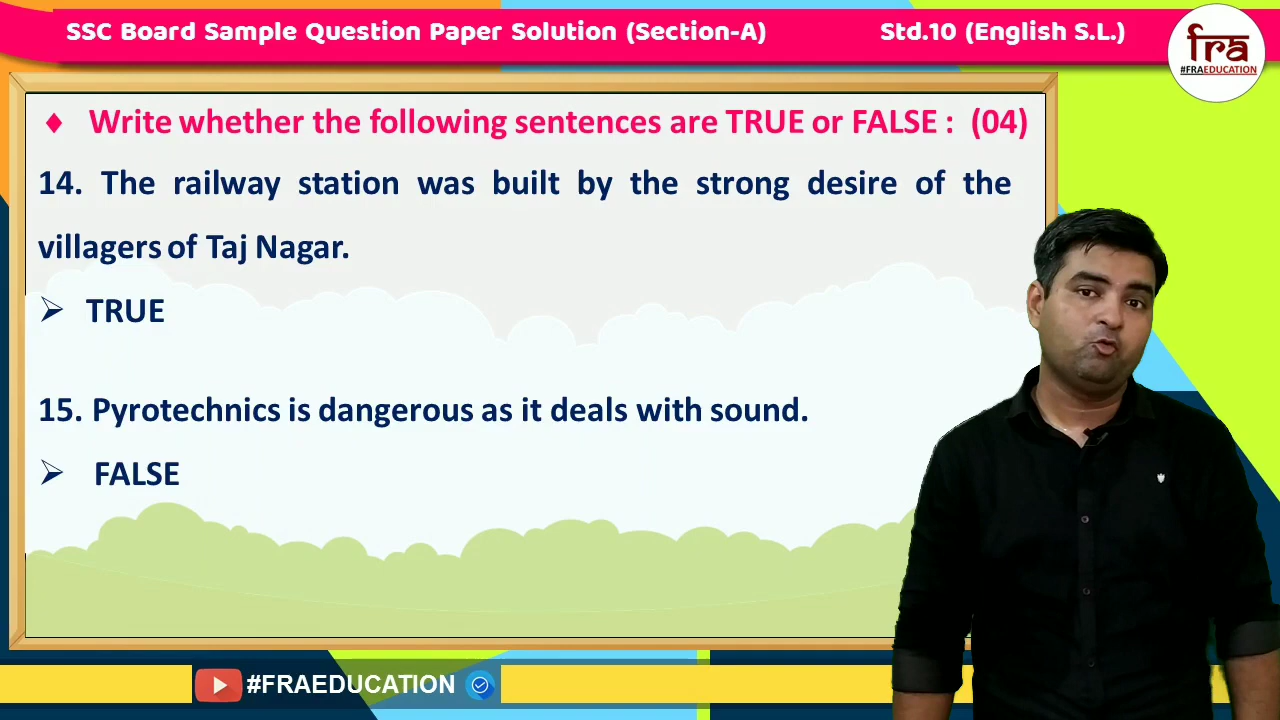 SSC Board Sample Question Paper Solution (Section-A) Std.10 (English S.L.)
fra
#FRAEDUCATION
♦ Write whether the following sentences are TRUE or FALSE : (04)
14. The railway station was built by the strong desire of the
villagers of Taj Nagar.
➢ TRUE
15. Pyrotechnics is dangerous as it deals with sound.
➢ FALSE
#FRAEDUCATION